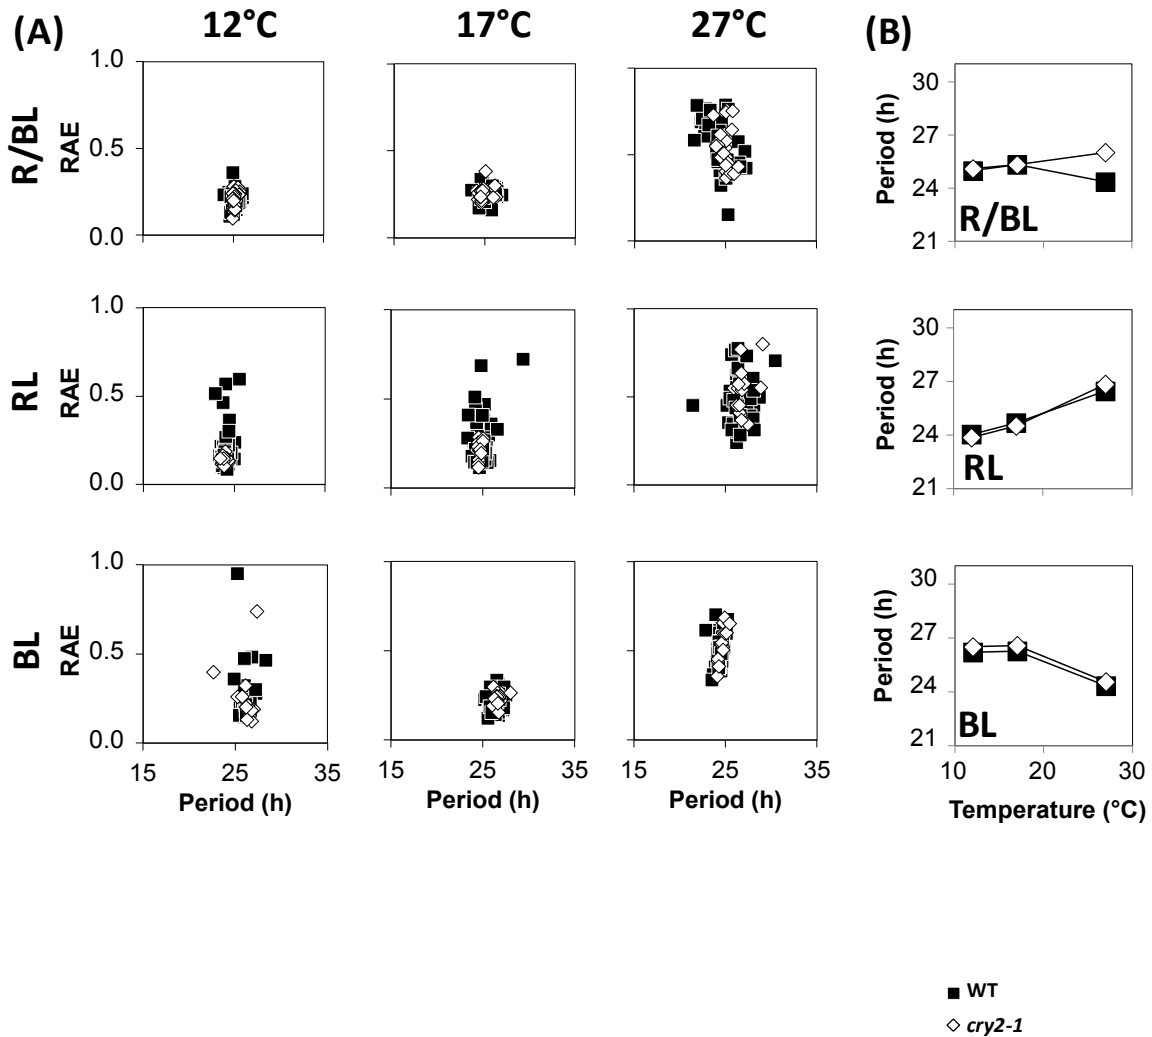 (A) 12°C 17°C 27°C (B)
R/BL
RAE
1.0
0.5
0.0
Period (h)
30
27
24
21
R/BL
RL
RAE
1.0
0.5
0.0
Period (h)
30
27
24
21
RL
BL
RAE
1.0
0.5
0.0
15 25 35
Period (h)
15 25 35
Period (h)
15 25 35
Period (h)
Period (h)
30
27
24
21
BL
10 20 30
Temperature (°C)
WT
cry2-1